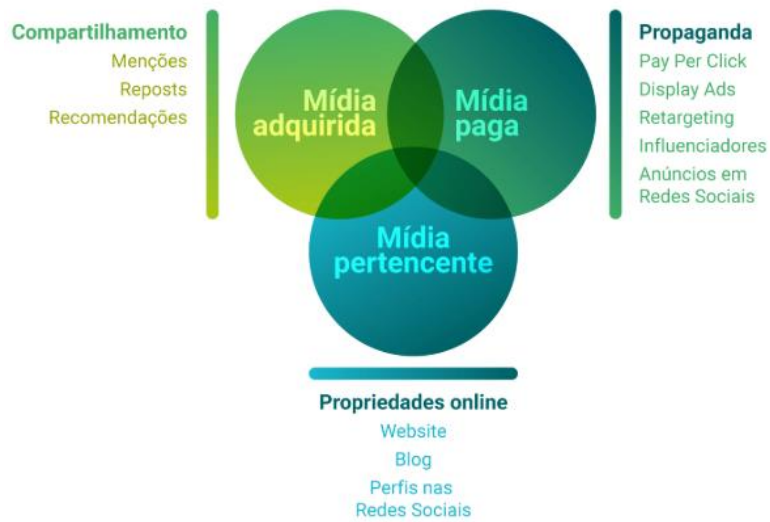 Compartilhamento
Menções
Reposts
Recomendações
Mídia
adquirida
Mídia
paga
Propaganda
Pay Per Click
Display Ads
Retargeting
Influenciadores
Anúncios em
Redes Sociais
Mídia
pertencente
Propriedades online
Website
Blog
Perfis nas
Redes Sociais